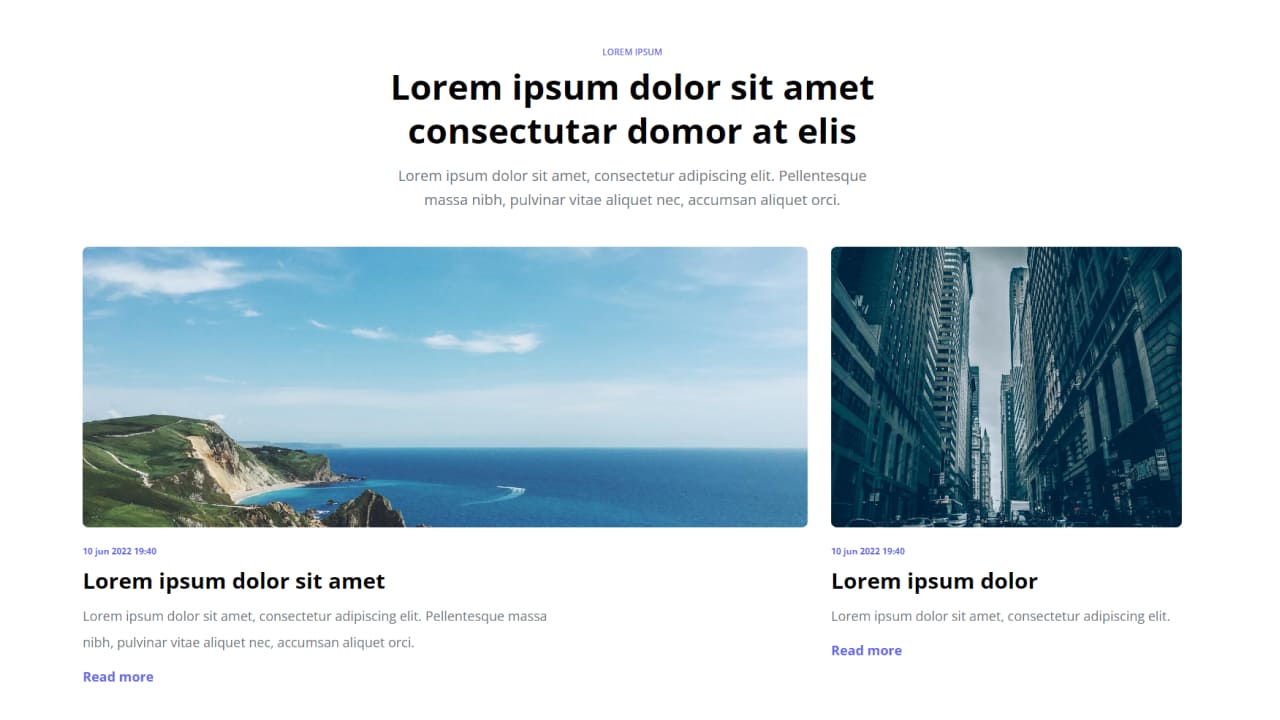 LOREM IPSUM
Lorem ipsum dolor sit amet
consectutar domor at elis
Lorem ipsum dolor sit amet, consectetur adipiscing elit. Pellentesque
massa nibh, pulvinar vitae aliquet nec, accumsan aliquet orci.
10 jun 2022 19:40
Lorem ipsum dolor sit amet
Lorem ipsum dolor sit amet, consectetur adipiscing elit. Pellentesque massa
nibh, pulvinar vitae aliquet nec, accumsan aliquet orci.
Read more
10 jun 2022 19:40
Lorem ipsum dolor
Lorem ipsum dolor sit amet, consectetur adipiscing elit.
Read more